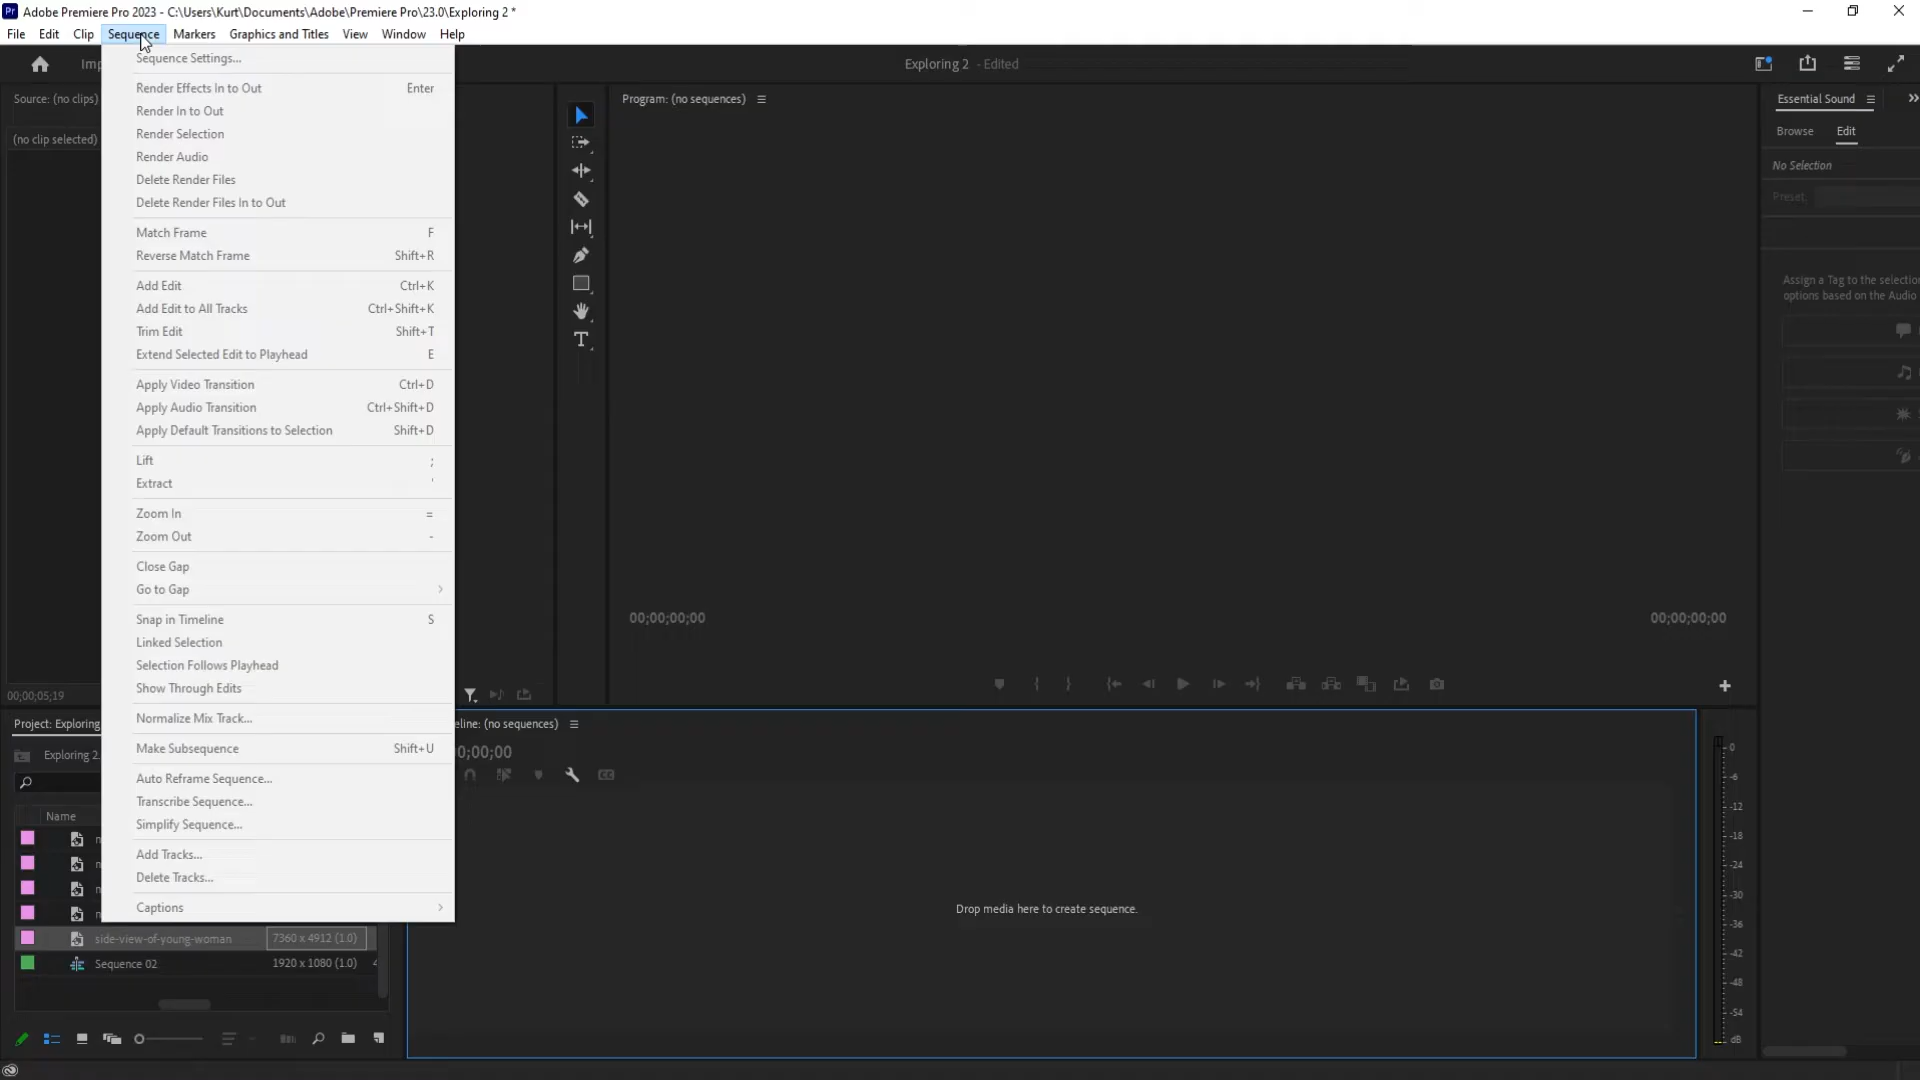 Adobe Premiere Pro 2023 - C:\Users\Kurt\Documents\Adobe\Premiere Pro\23.0\Exploring 2 *
File Edit Clip Sequence Markers Graphics and Titles View Window Help
Exploring 2 - Edited
Source: (no clips)
(no clip selected)
00;00;05;19
Sequence Settings...
Render Effects In to Out Enter
Render In to Out
Render Selection
Render Audio
Delete Render Files
Delete Render Files In to Out
Match Frame F
Reverse Match Frame Shift+R
Add Edit Ctrl+K
Add Edit to All Tracks Ctrl+Shift+K
Trim Edit Shift+T
Extend Selected Edit to Playhead E
Apply Video Transition Ctrl+D
Apply Audio Transition Ctrl+Shift+D
Apply Default Transitions to Selection Shift+D
Lift ;
Extract '
Zoom In =
Zoom Out -
Close Gap
Go to Gap
Snap in Timeline S
Linked Selection
Selection Follows Playhead
Show Through Edits
Normalize Mix Track...
Make Subsequence Shift+U
Auto Reframe Sequence...
Transcribe Sequence...
Simplify Sequence...
Add Tracks...
Delete Tracks...
Captions
Program: (no sequences)
00;00;00;00 00;00;00;00
Essential Sound
Browse Edit
No Selection
Preset:
Assign a Tag to the selection
options based on the Audio
Project: Exploring
Exploring 2.
Name
side-view-of-young-woman 7360 x 4912 (1.0)
Sequence 02 1920 x 1080 (1.0)
eline: (no sequences)
00;00;00
Drop media here to create sequence.
0
-6
-12
-18
-24
-30
-36
-42
-48
-54
dB